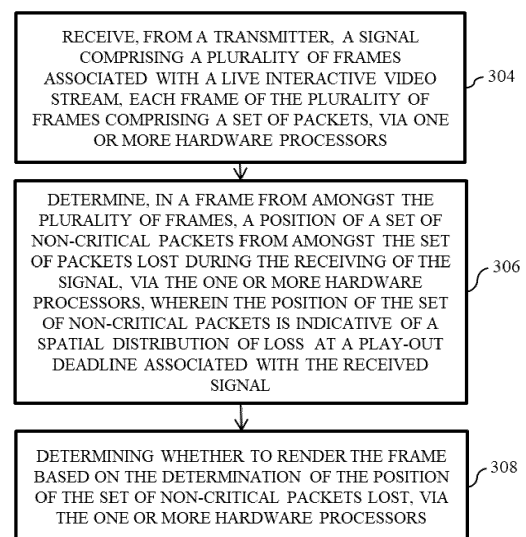 RECEIVE, FROM A TRANSMITTER, A SIGNAL
COMPRISING A PLURALITY OF FRAMES
ASSOCIATED WITH A LIVE INTERACTIVE VIDEO
STREAM, EACH FRAME OF THE PLURALITY OF
FRAMES COMPRISING A SET OF PACKETS, VIA ONE
OR MORE HARDWARE PROCESSORS
304
DETERMINE, IN A FRAME FROM AMONGST THE
PLURALITY OF FRAMES, A POSITION OF A SET OF
NON-CRITICAL PACKETS FROM AMONGST THE SET
OF PACKETS LOST DURING THE RECEIVING OF THE
SIGNAL, VIA THE ONE OR MORE HARDWARE
PROCESSORS, WHEREIN THE POSITION OF THE SET
OF NON-CRITICAL PACKETS IS INDICATIVE OF A
SPATIAL DISTRIBUTION OF LOSS AT A PLAY-OUT
DEADLINE ASSOCIATED WITH THE RECEIVED
SIGNAL
306
DETERMINING WHETHER TO RENDER THE FRAME
BASED ON THE DETERMINATION OF THE POSITION
OF THE SET OF NON-CRITICAL PACKETS LOST, VIA
THE ONE OR MORE HARDWARE PROCESSORS
308